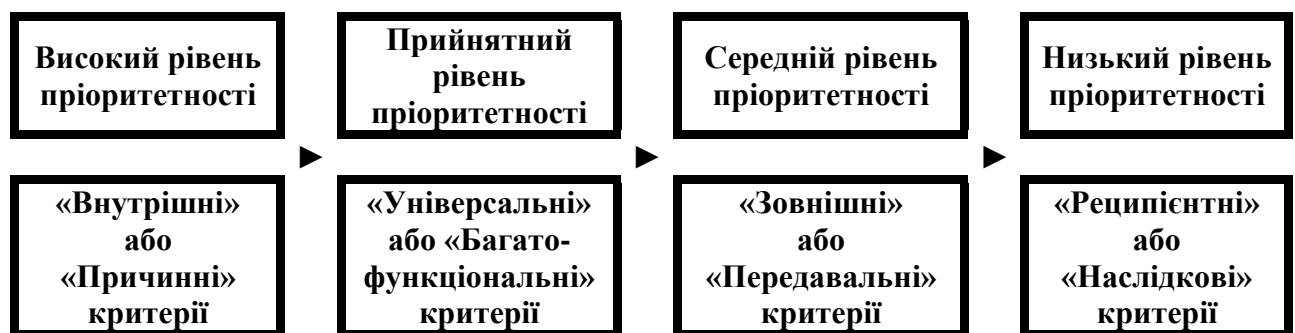 Високий рівень
пріоритетності
Прийнятний
рівень
пріоритетності
Середній рівень
пріоритетності
Низький рівень
пріоритетності
►
►
►
«Внутрішні»
або
«Причинні»
критерії
«Універсальні»
або «Багато-
функціональні»
критерії
«Зовнішні»
або
«Передавальні»
критерії
«Реципієнтні»
або
«Наслідкові»
критерії